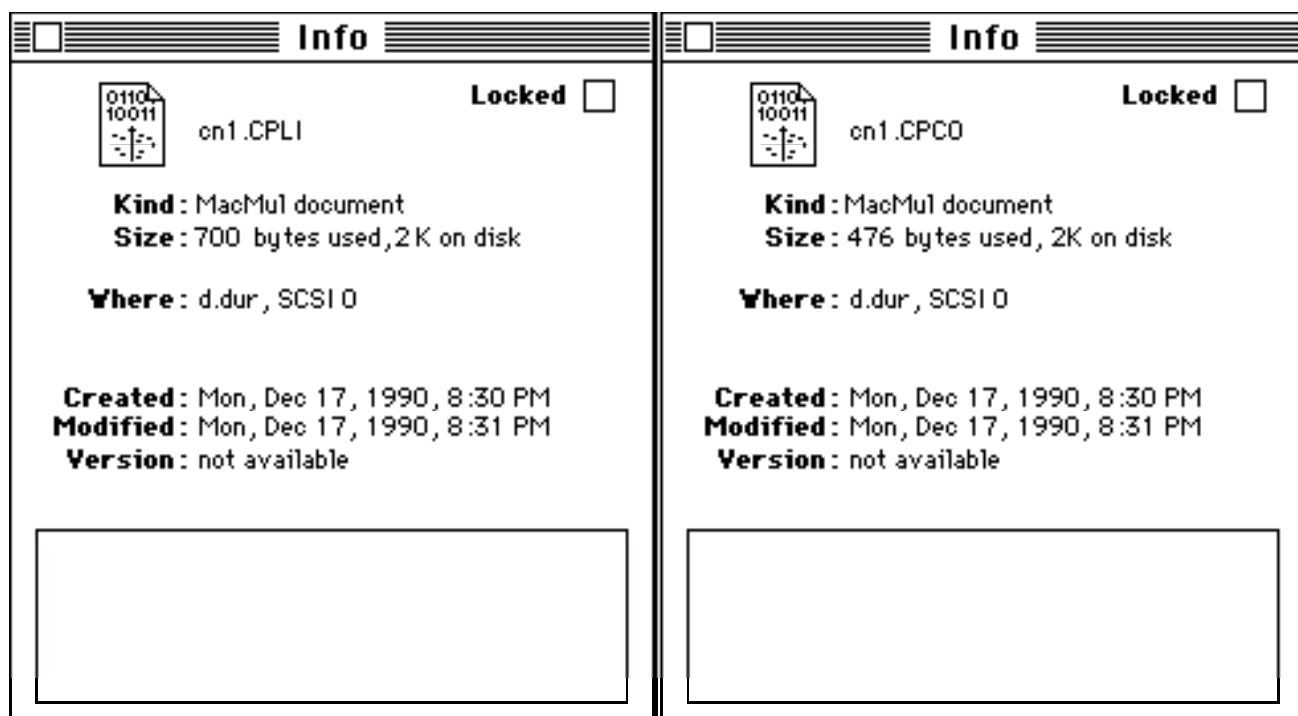 Info
Locked
0110
10011
cn1.CPLI
Kind: MacMul document
Size: 700 bytes used,2K on disk
Where: d.dur, SCSI 0
Created: Mon, Dec 17, 1990, 8:30 PM
Modified: Mon, Dec 17, 1990, 8:31 PM
Version: not available
Info
Locked
0110
10011
cn1.CPCO
Kind: MacMul document
Size: 476 bytes used, 2K on disk
Where: d.dur, SCSI 0
Created: Mon, Dec 17, 1990, 8:30 PM
Modified: Mon, Dec 17, 1990, 8:31 PM
Version: not available